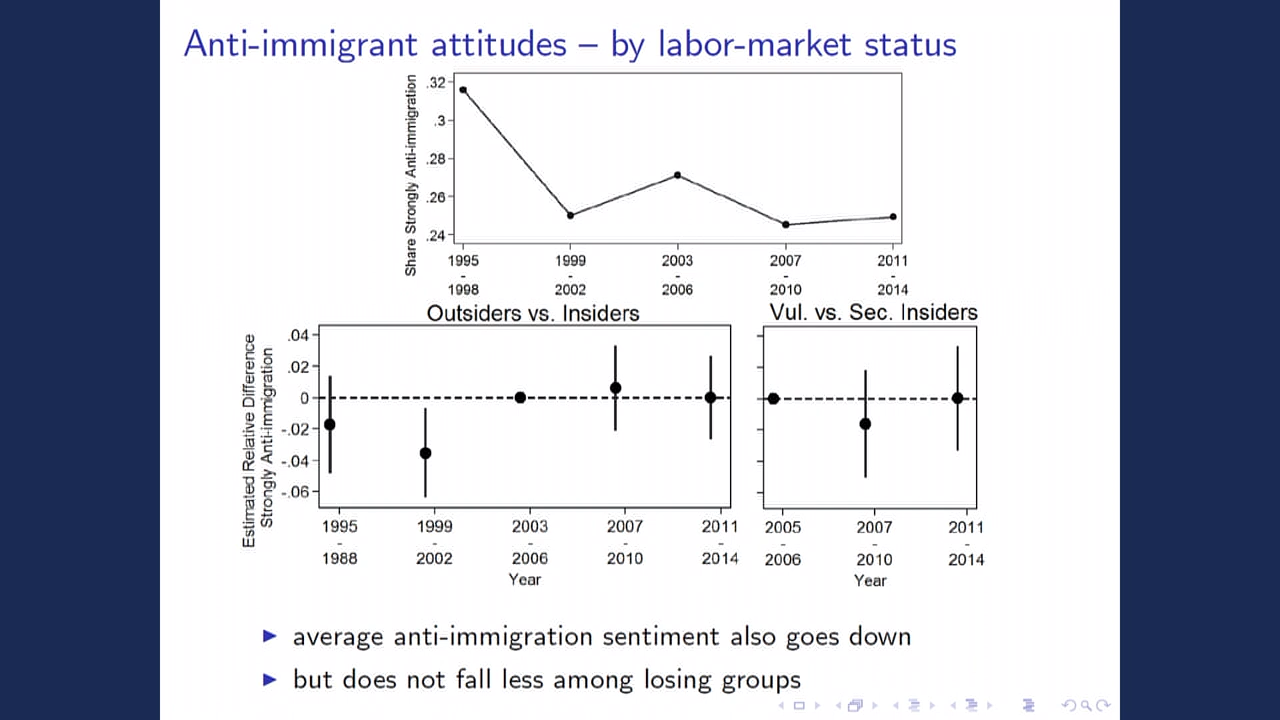 Anti-immigrant attitudes – by labor-market status
Share Strongly Anti-immigration
.32
.3
.28
.26
.24
1995 - 1998
1999 - 2002
2003 - 2006
2007 - 2010
2011 - 2014
Outsiders vs. Insiders
Estimated Relative Difference
Strongly Anti-immigration
.04
.02
0
-.02
-.04
-.06
1995 - 1988
1999 - 2002
2003 - 2006
2007 - 2010
2011 - 2014
Year
Vul. vs. Sec. Insiders
2005 - 2006
2007 - 2010
2011 - 2014
Year
average anti-immigration sentiment also goes down
but does not fall less among losing groups